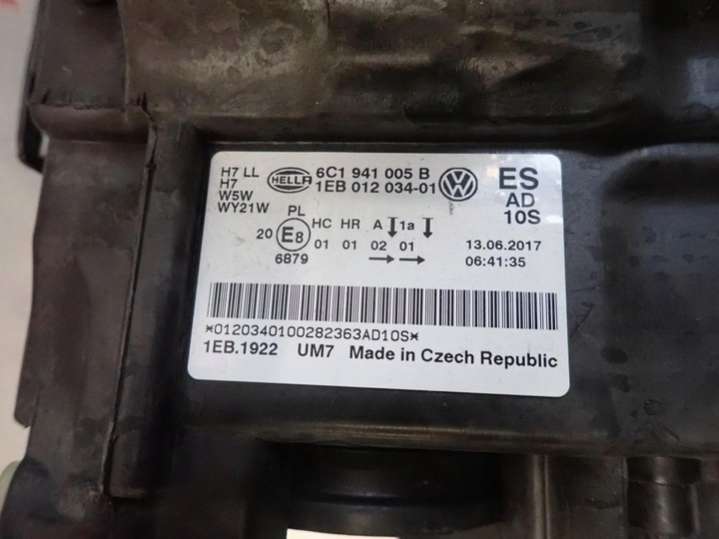 H7 LL
H7
W5W
WY21W
HELLA
6C1 941 005 B
1EB 012 034-01
VW
ES
AD
10S
PL
20 E8
6879
HC HR A 1a
01 01 02 01
13.06.2017
06:41:35
*0120340100282363AD10S*
1EB.1922 UM7 Made in Czech Republic